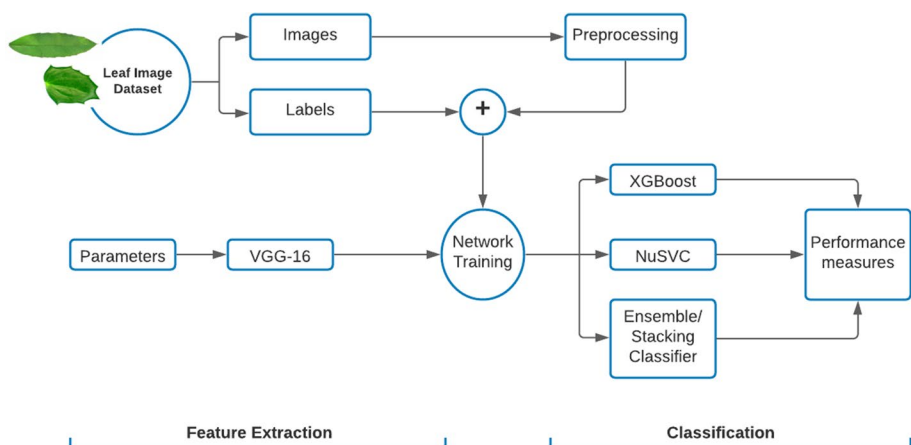 Leaf Image
Dataset
Images
Preprocessing
Labels
+
Parameters
VGG-16
Network
Training
XGBoost
NuSVC
Ensemble/
Stacking
Classifier
Performance
measures
Feature Extraction
Classification